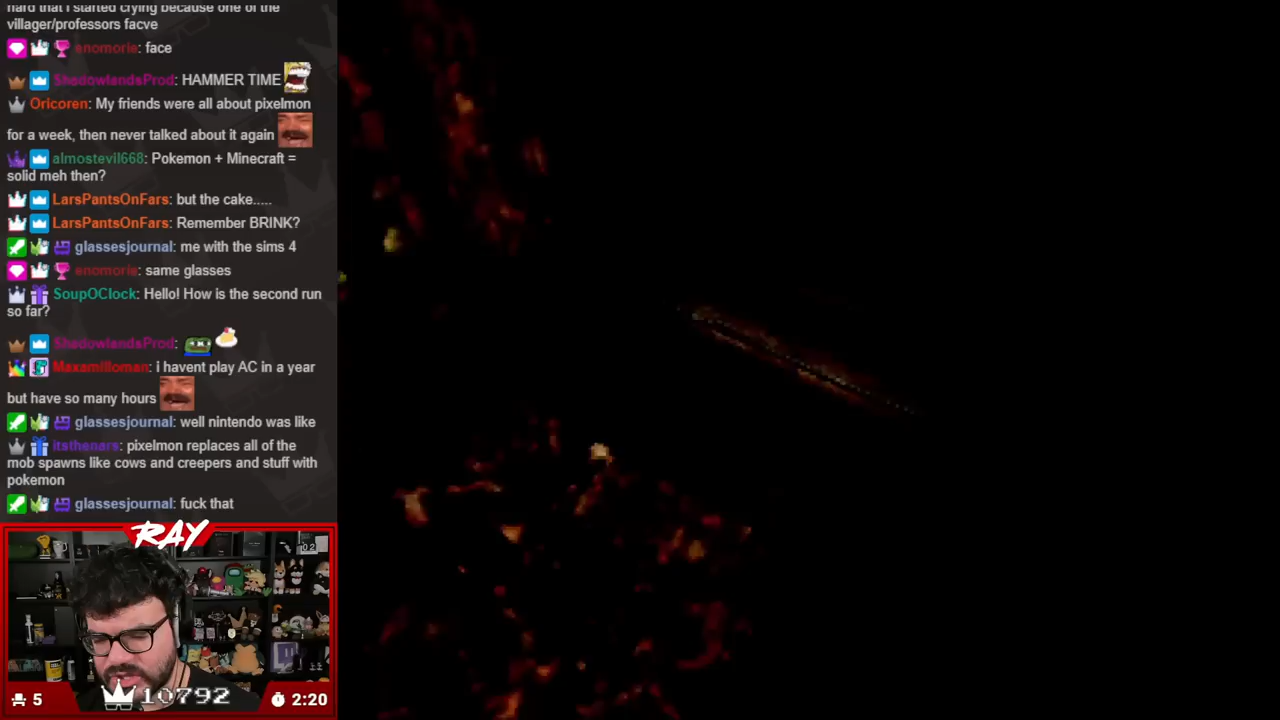 hard that i started crying because one of the
villager/professors facve
enomorie: face
ShadowlandsProd: HAMMER TIME
Oricoren: My friends were all about pixelmon
for a week, then never talked about it again
almostevil668: Pokemon + Minecraft =
solid meh then?
LarsPantsOnFars: but the cake.....
LarsPantsOnFars: Remember BRINK?
glassesjournal: me with the sims 4
enomorie: same glasses
SoupOClock: Hello! How is the second run
so far?
ShadowlandsProd:
Maxamilloman: i havent play AC in a year
but have so many hours
glassesjournal: well nintendo was like
itsthenars: pixelmon replaces all of the
mob spawns like cows and creepers and stuff with
pokemon
glassesjournal: fuck that
RAY
5
10792
2:20